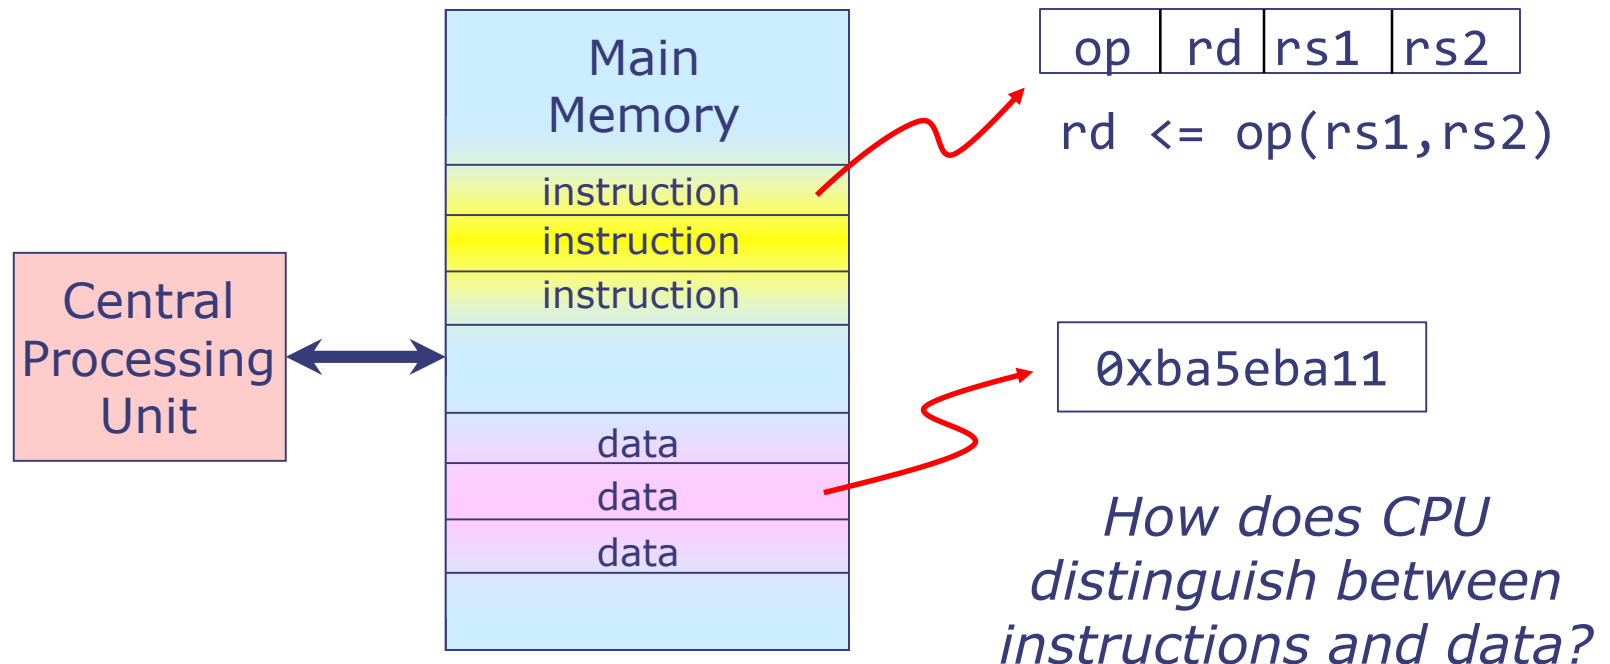 Main
Memory
instruction
instruction
instruction
data
data
data
Central
Processing
Unit
op rd rs1 rs2
rd <= op(rs1,rs2)
0xba5eba11
How does CPU
distinguish between
instructions and data?